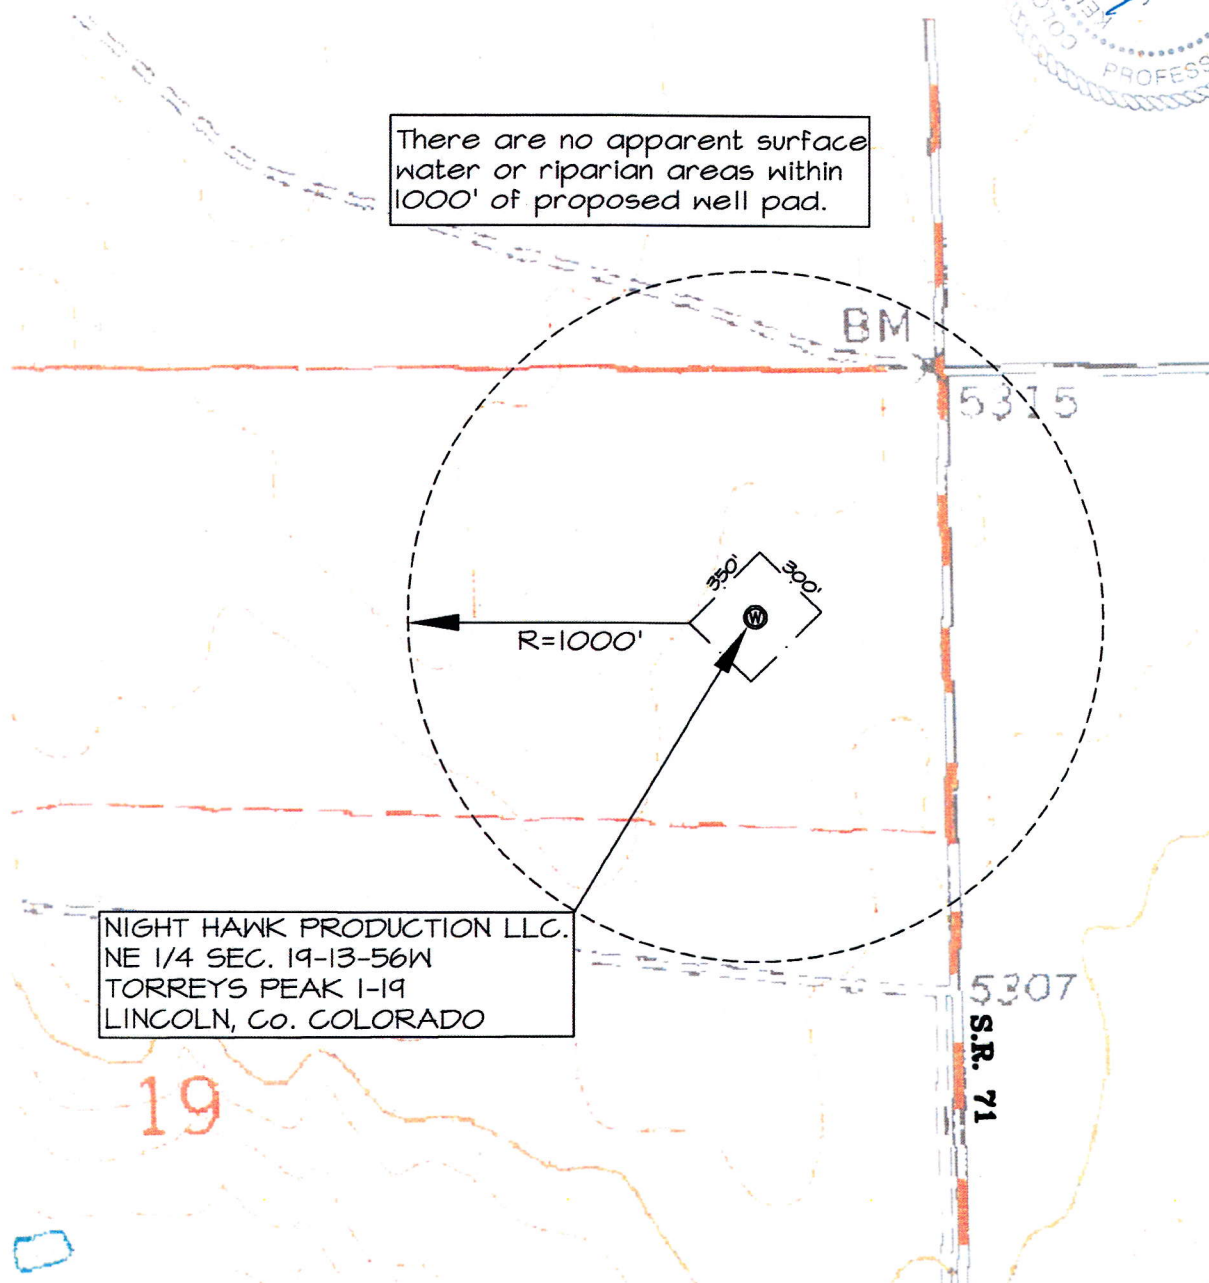 COLO
KEN
PROFESS
There are no apparent surface
water or riparian areas within
1000' of proposed well pad.
BM
5315
350'
300'
W
R=1000'
NIGHT HAWK PRODUCTION LLC.
NE 1/4 SEC. 19-13-56W
TORREYS PEAK 1-19
LINCOLN, Co. COLORADO
5307
S.R. 71
19